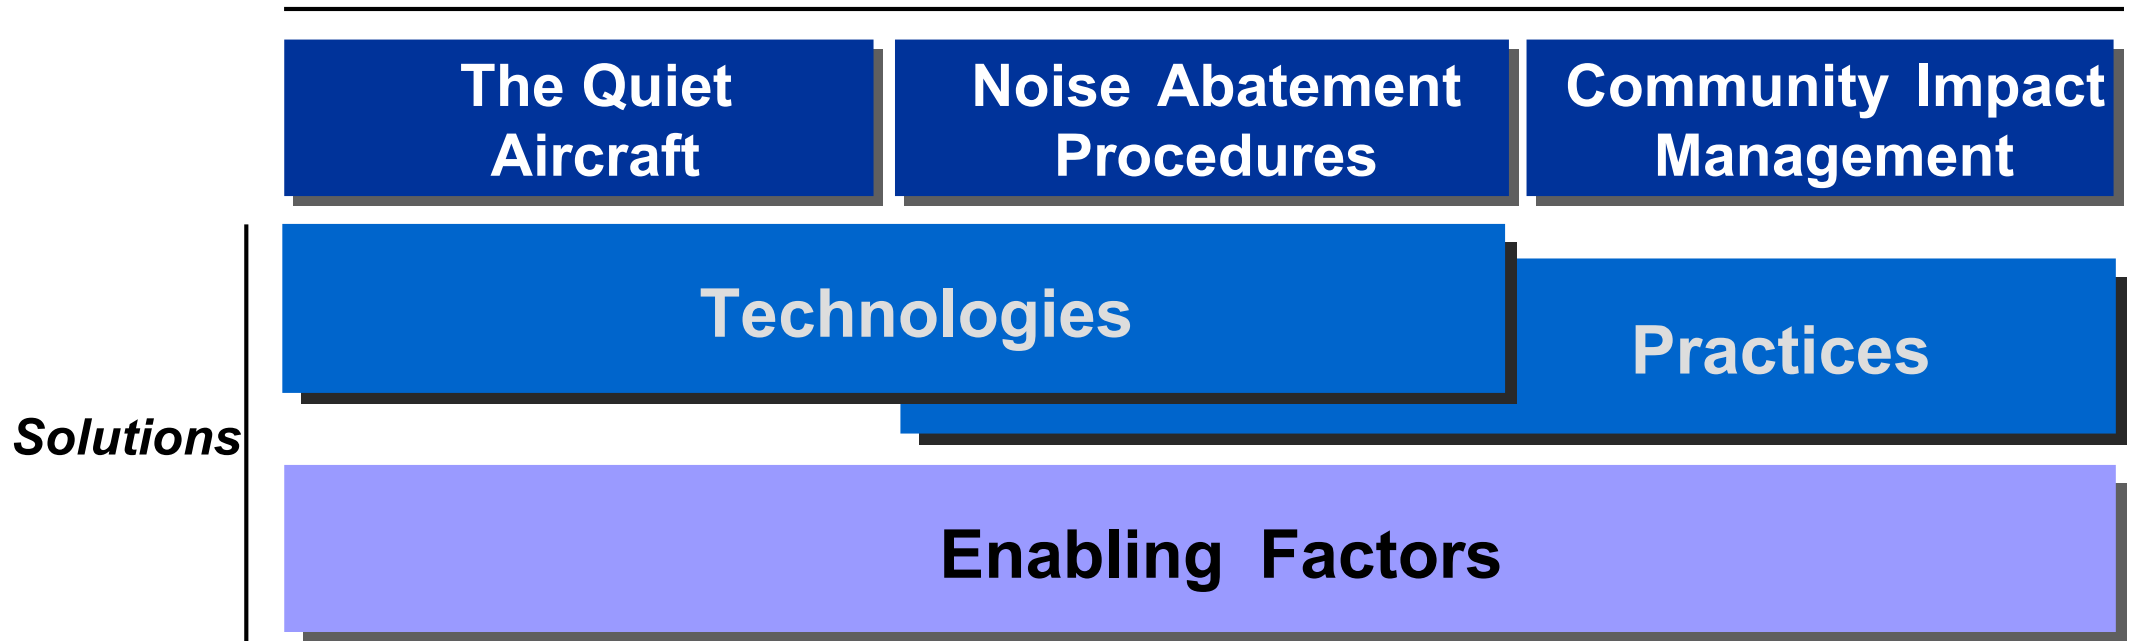 The Quiet
Aircraft
Noise Abatement
Procedures
Community Impact
Management
Technologies
Practices
Solutions
Enabling Factors